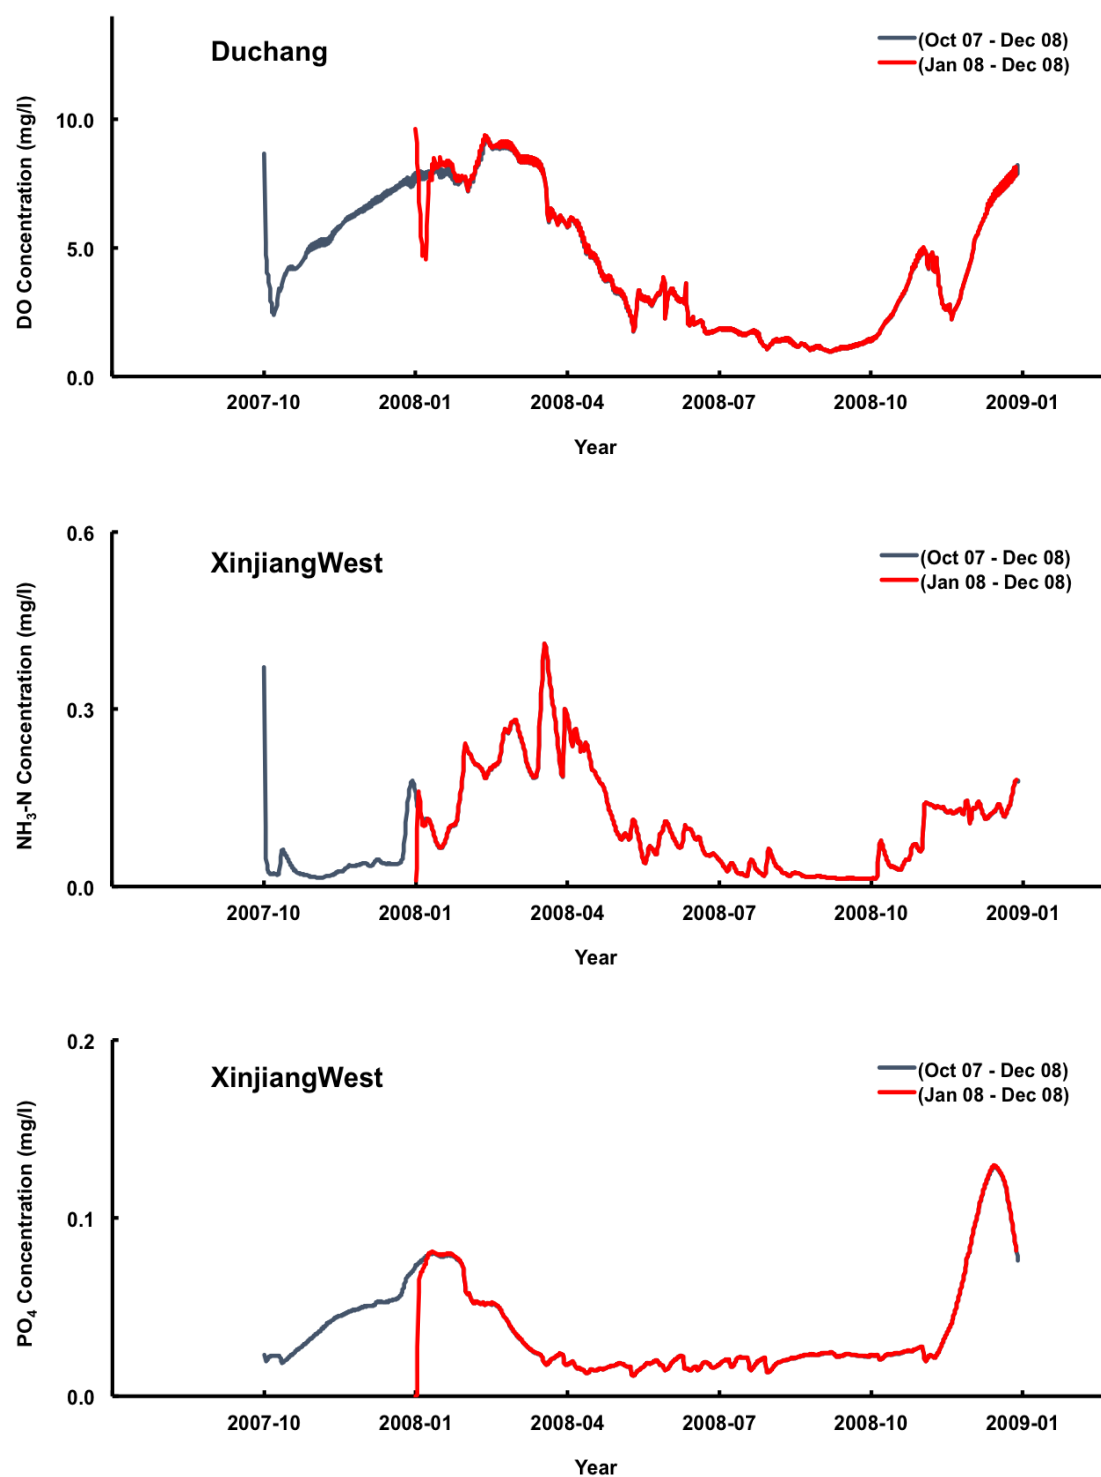 Duchang
(Oct 07 - Dec 08)
(Jan 08 - Dec 08)
DO Concentration (mg/l)
10.0
5.0
0.0
2007-10 2008-01 2008-04 2008-07 2008-10 2009-01
Year
XinjiangWest
(Oct 07 - Dec 08)
(Jan 08 - Dec 08)
NH₃-N Concentration (mg/l)
0.6
0.3
0.0
2007-10 2008-01 2008-04 2008-07 2008-10 2009-01
Year
XinjiangWest
(Oct 07 - Dec 08)
(Jan 08 - Dec 08)
PO₄ Concentration (mg/l)
0.2
0.1
0.0
2007-10 2008-01 2008-04 2008-07 2008-10 2009-01
Year